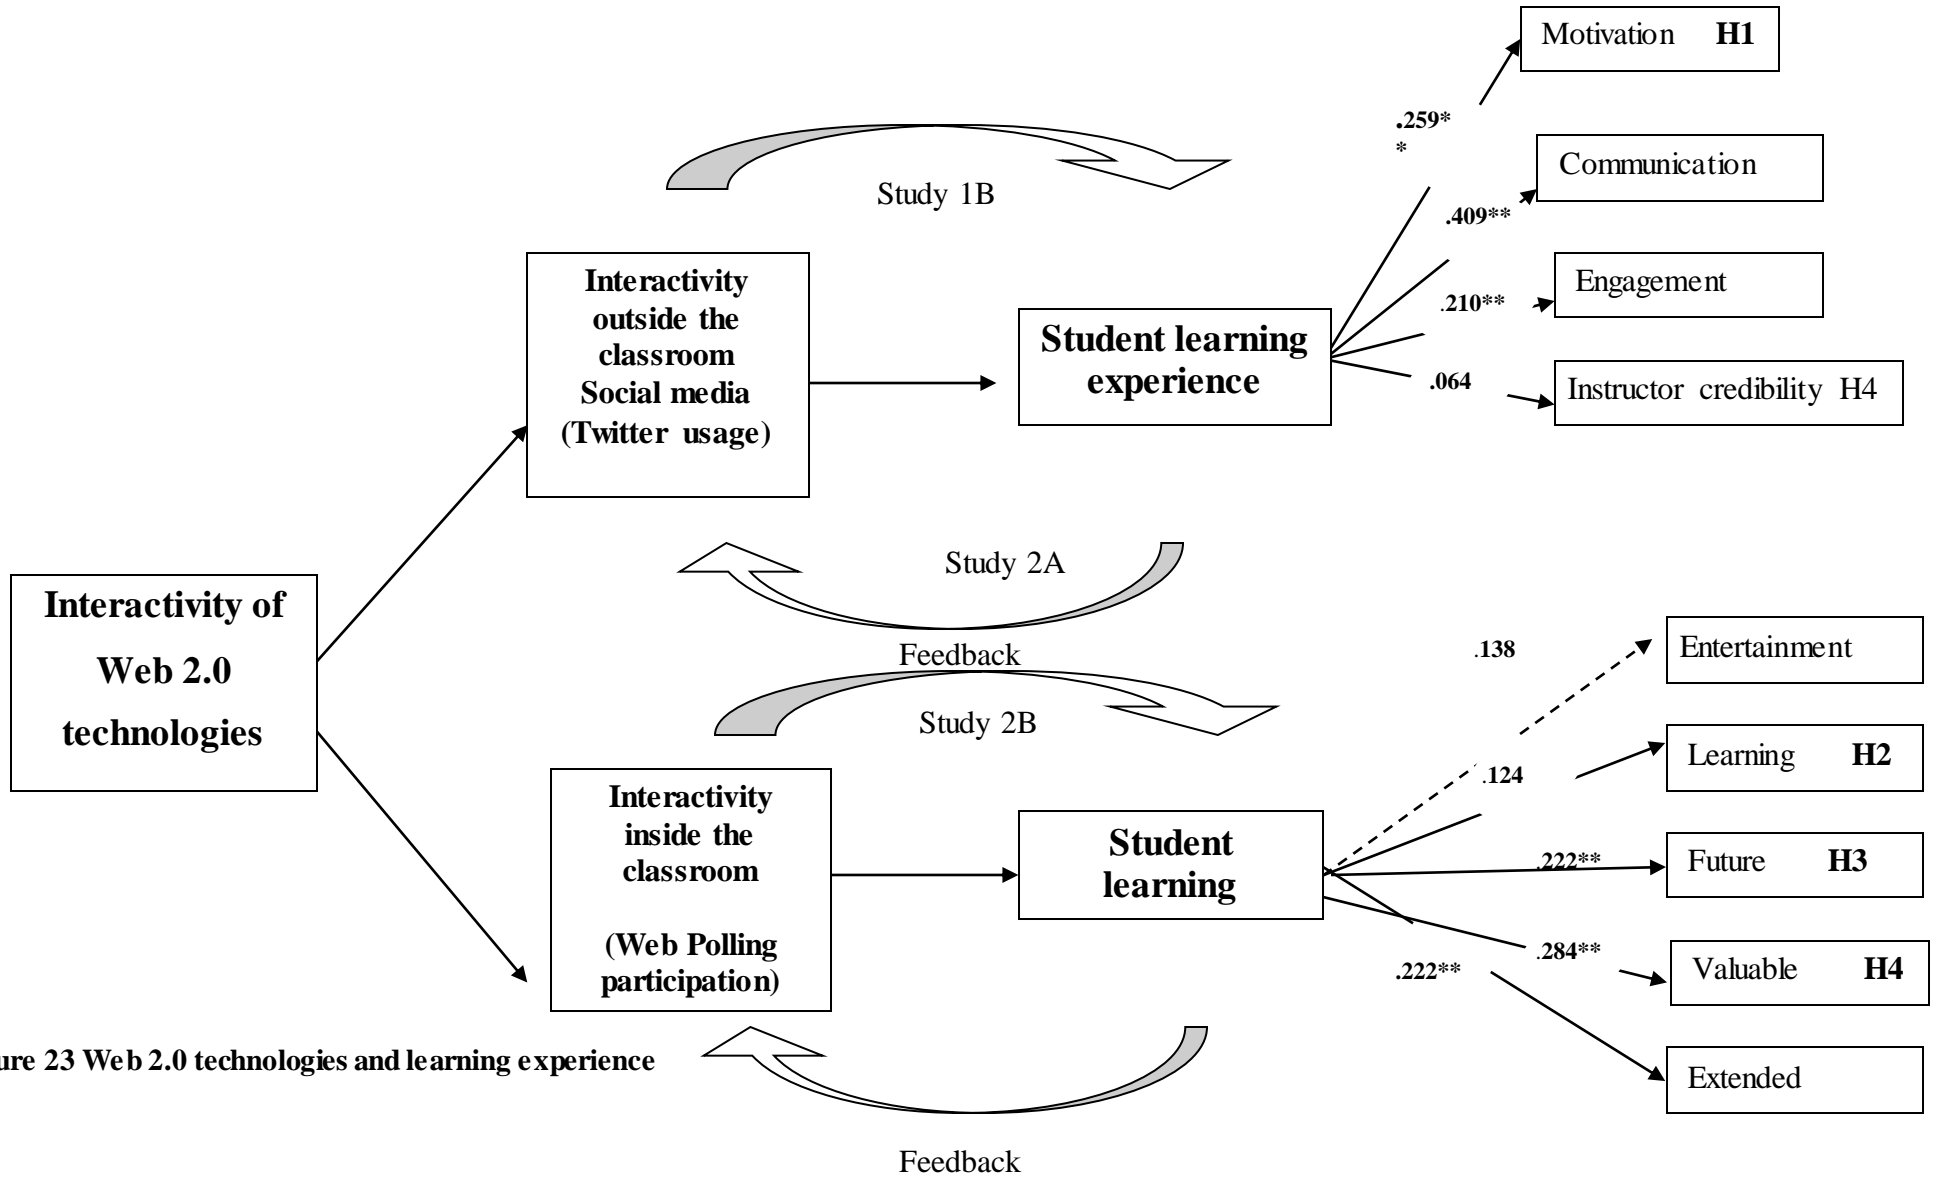 Motivation H1
.259*
*
Communication
Study 1B
.409**
Interactivity
outside the
classroom
Social media
(Twitter usage)
Engagement
.210**
Student learning
experience
.064
Instructor credibility H4
Study 2A
Interactivity of
Web 2.0
technologies
Feedback
.138
Entertainment
Study 2B
Learning H2
.124
Interactivity
inside the
classroom
(Web Polling
participation)
Student
learning
.222**
Future H3
.284**
Valuable H4
.222**
ure 23 Web 2.0 technologies and learning experience
Extended
Feedback